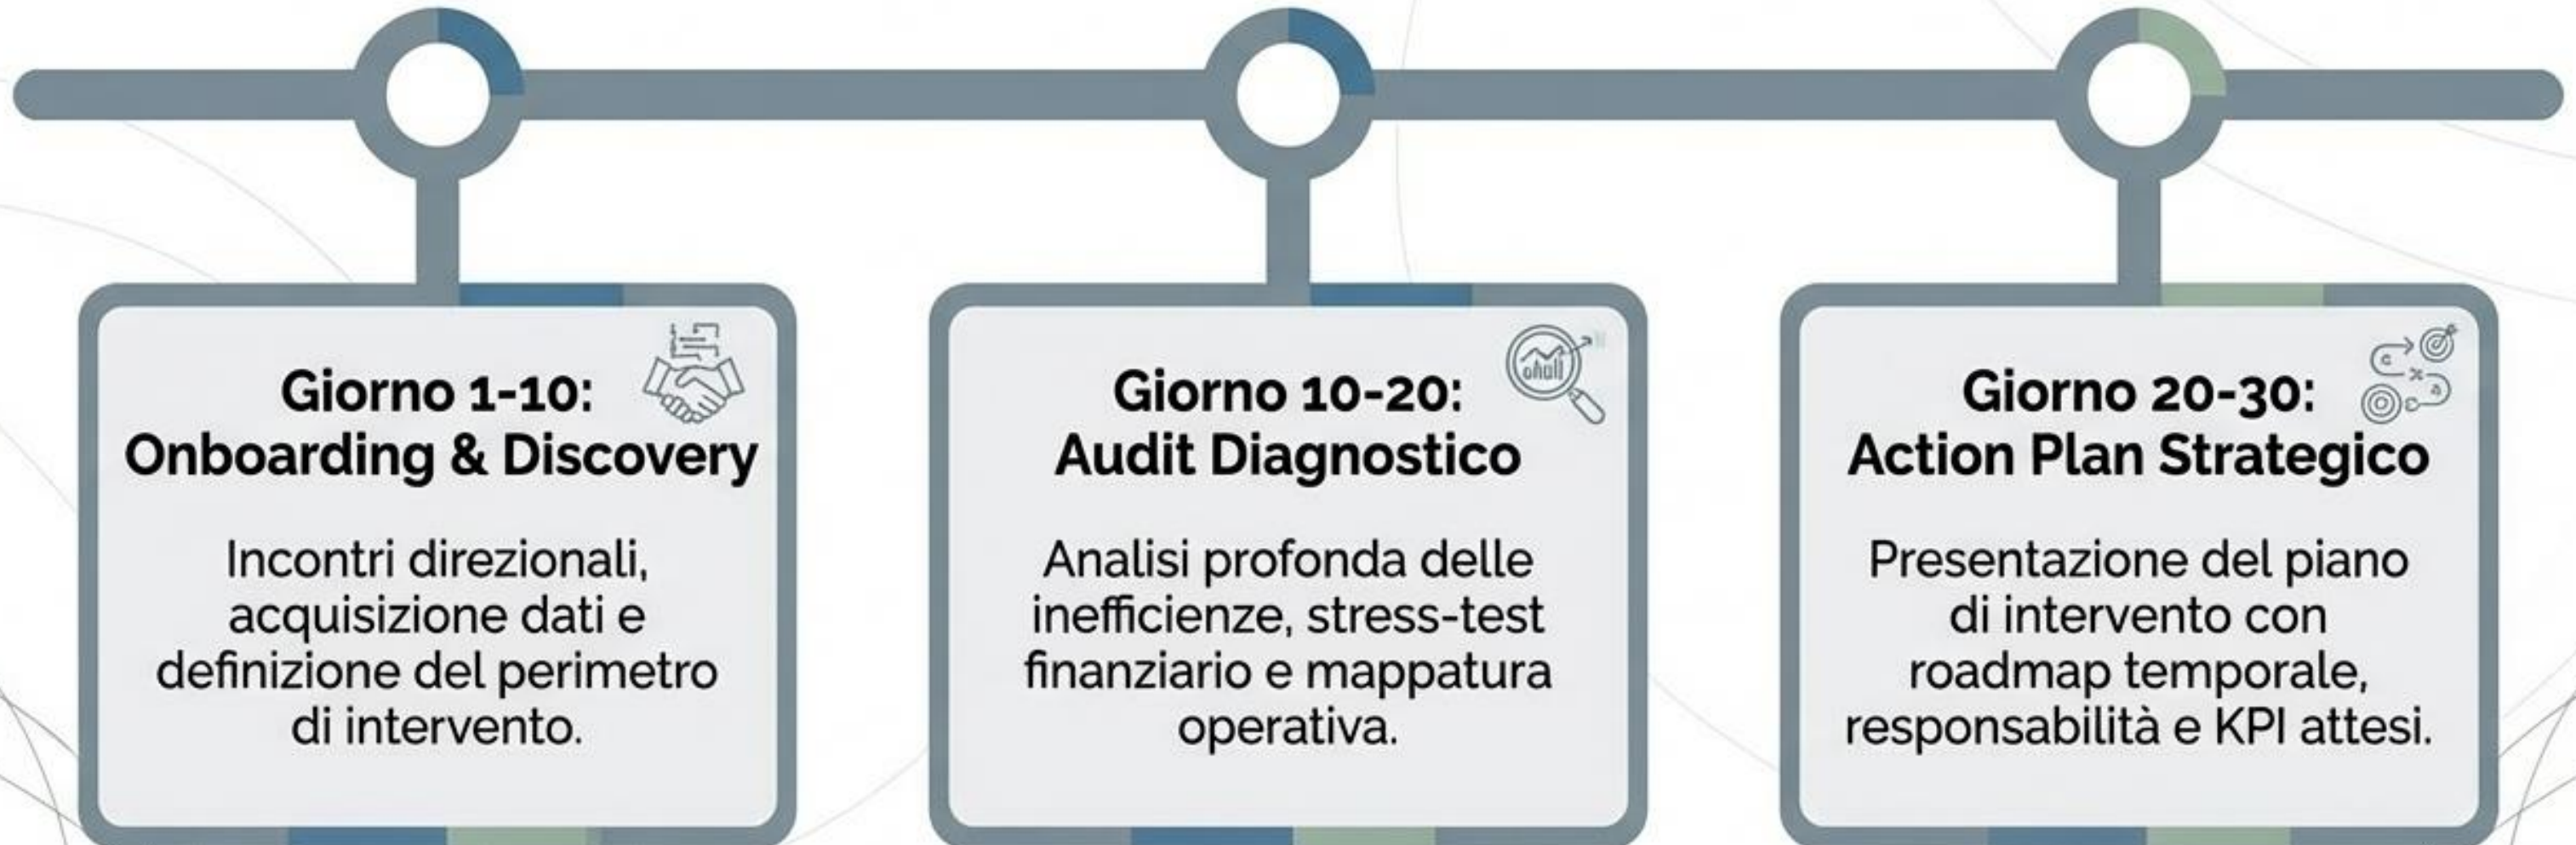 Giorno 1-10:
Onboarding & Discovery
Incontri direzionali,
acquisizione dati e
definizione del perimetro
di intervento.
Giorno 10-20:
Audit Diagnostico
Analisi profonda delle
inefficienze, stress-test
finanziario e mappatura
operativa.
Giorno 20-30:
Action Plan Strategico
Presentazione del piano
di intervento con
roadmap temporale,
responsabilità e KPI attesi.